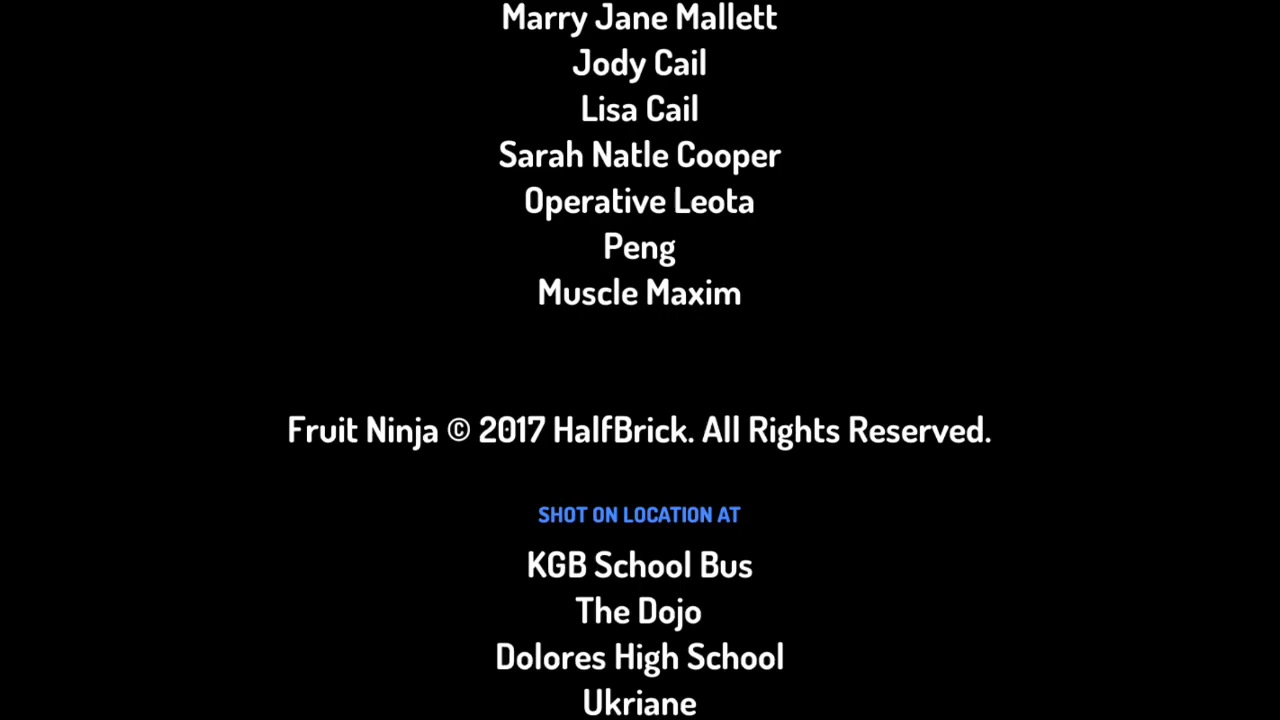 Marry Jane Mallett
Jody Cail
Lisa Cail
Sarah Natle Cooper
Operative Leota
Peng
Muscle Maxim
Fruit Ninja © 2017 HalfBrick. All Rights Reserved.
SHOT ON LOCATION AT
KGB School Bus
The Dojo
Dolores High School
Ukriane